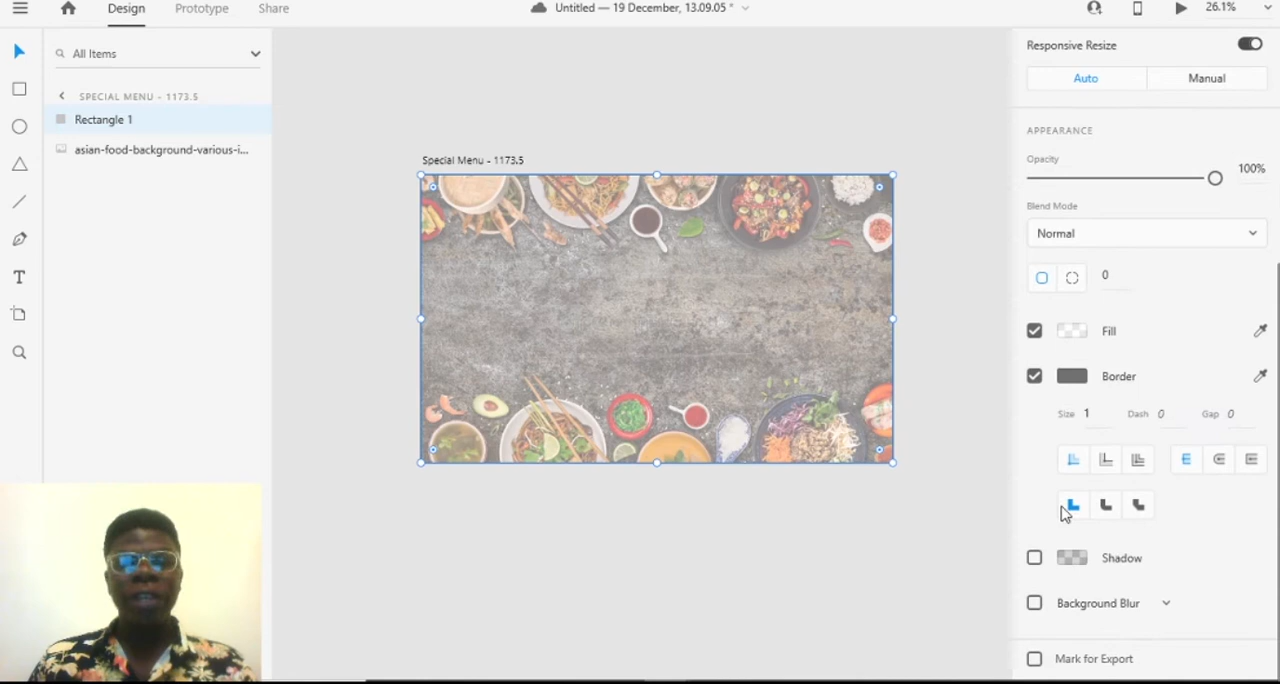 Design Prototype Share Untitled — 19 December, 13.09.05 * 26.1%
All Items
SPECIAL MENU - 1173.5
Rectangle 1
asian-food-background-various-i...
Special Menu - 1173.5
Responsive Resize
Auto Manual
APPEARANCE
Opacity
100%
Blend Mode
Normal
0
Fill
Border
Size 1 Dash 0 Gap 0
Shadow
Background Blur
Mark for Export